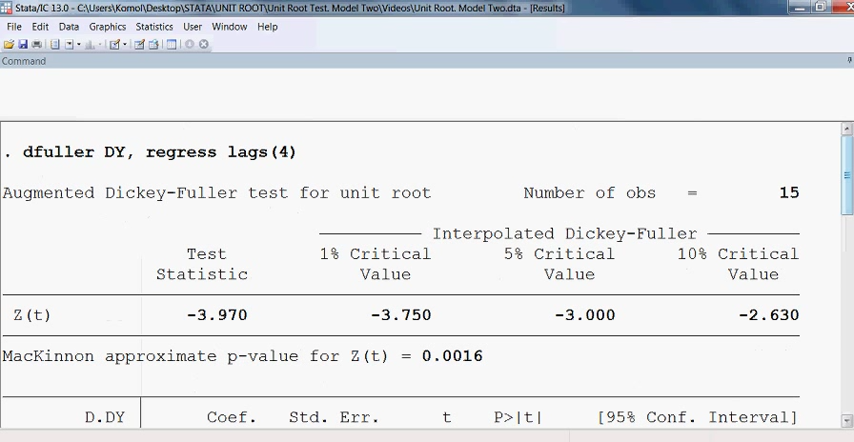 Stata/IC 13.0 - C:\Users\Komol\Desktop\STATA\UNIT ROOT\Unit Root Test. Model Two\Videos\Unit Root. Model Two.dta - [Results]
File Edit Data Graphics Statistics User Window Help
Command
. dfuller DY, regress lags(4)
Augmented Dickey-Fuller test for unit root Number of obs = 15
Interpolated Dickey-Fuller
Test 1% Critical 5% Critical 10% Critical
Statistic Value Value Value
Z(t) -3.970 -3.750 -3.000 -2.630
MacKinnon approximate p-value for Z(t) = 0.0016
D.DY Coef. Std. Err. t P>|t| [95% Conf. Interval]